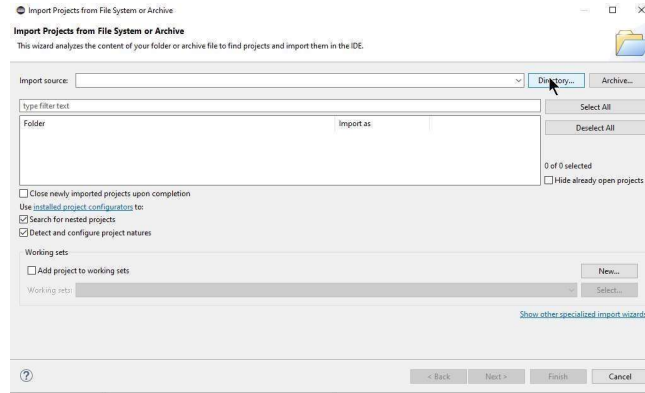 Import Projects from File System or Archive
Import Projects from File System or Archive
This wizard analyzes the content of your folder or archive file to find projects and import them in the IDE.
Import source: Directory... Archive...
type filter text Select All
Folder Import as Deselect All
0 of 0 selected
Hide already open projects
Close newly imported projects upon completion
Use installed project configurators to:
Search for nested projects
Detect and configure project natures
Working sets
Add project to working sets New...
Working sets: Select...
Show other specialized import wizards
? < Back Next > Finish Cancel